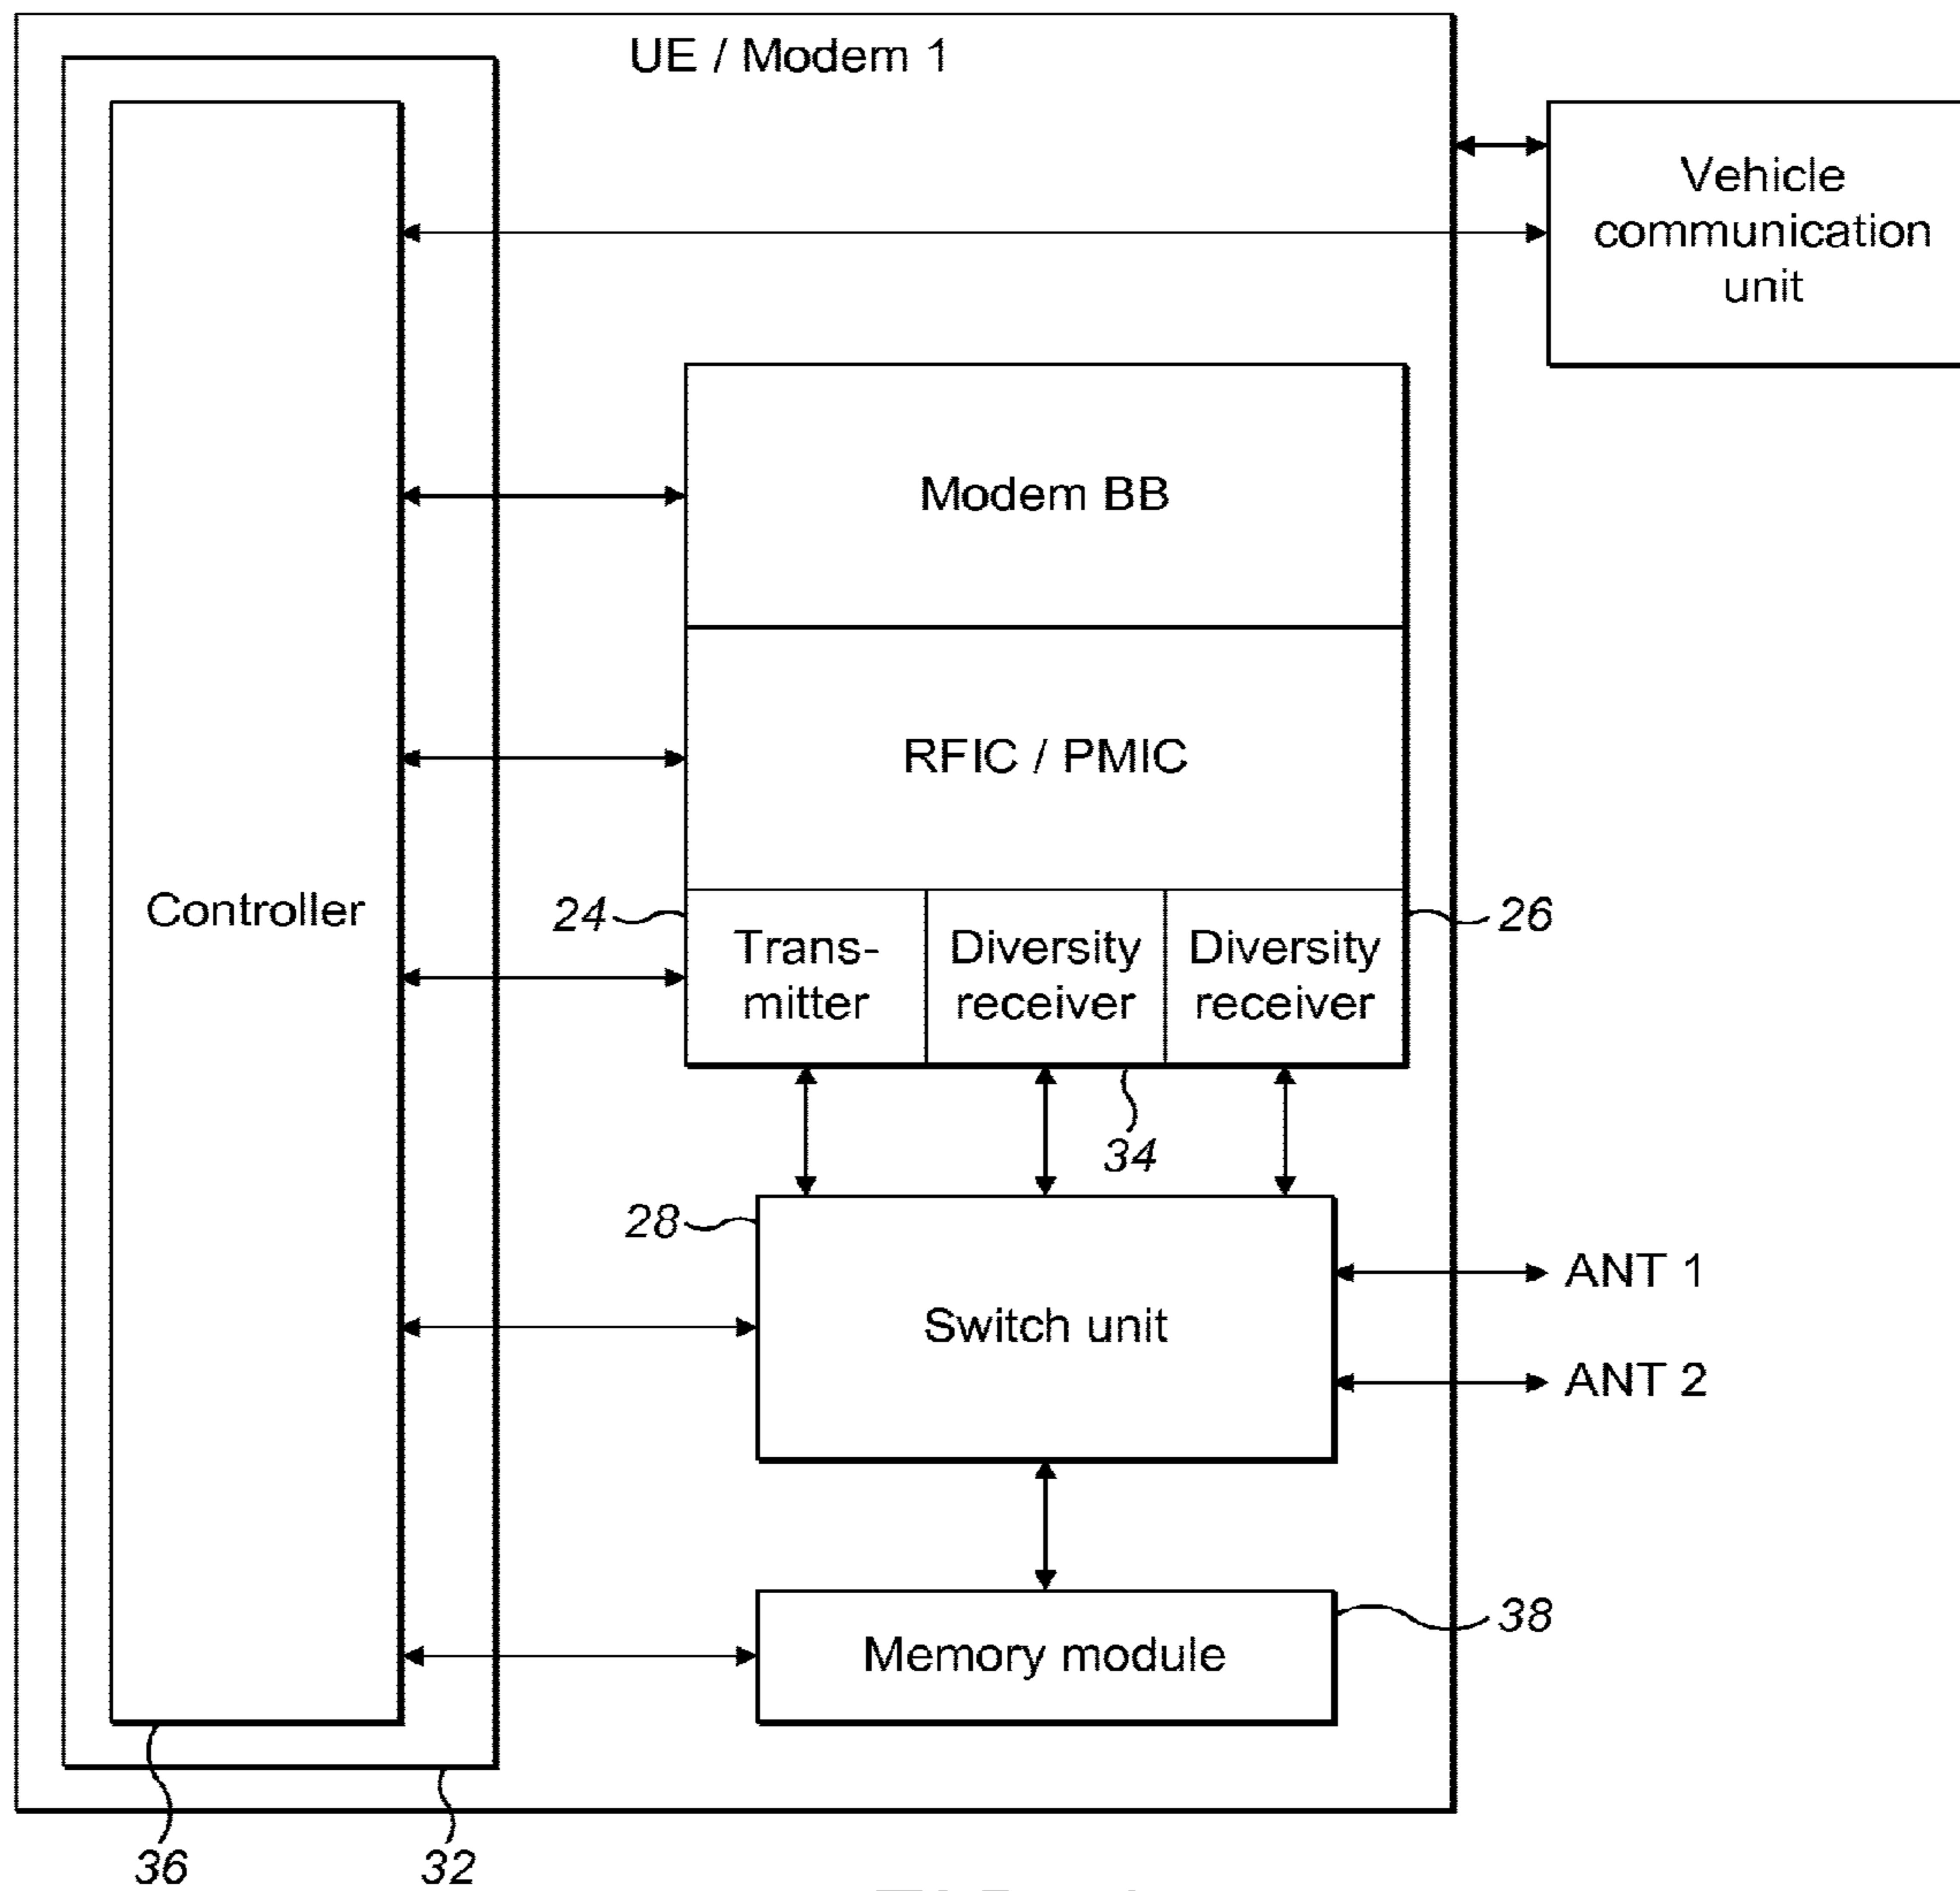 UE / Modem 1
Vehicle
communication
unit
Modem BB
RFIC / PMIC
Controller
24
26
Trans-
mitter
Diversity
receiver
Diversity
receiver
34
28
Switch unit
ANT 1
ANT 2
Memory module
38
36
32